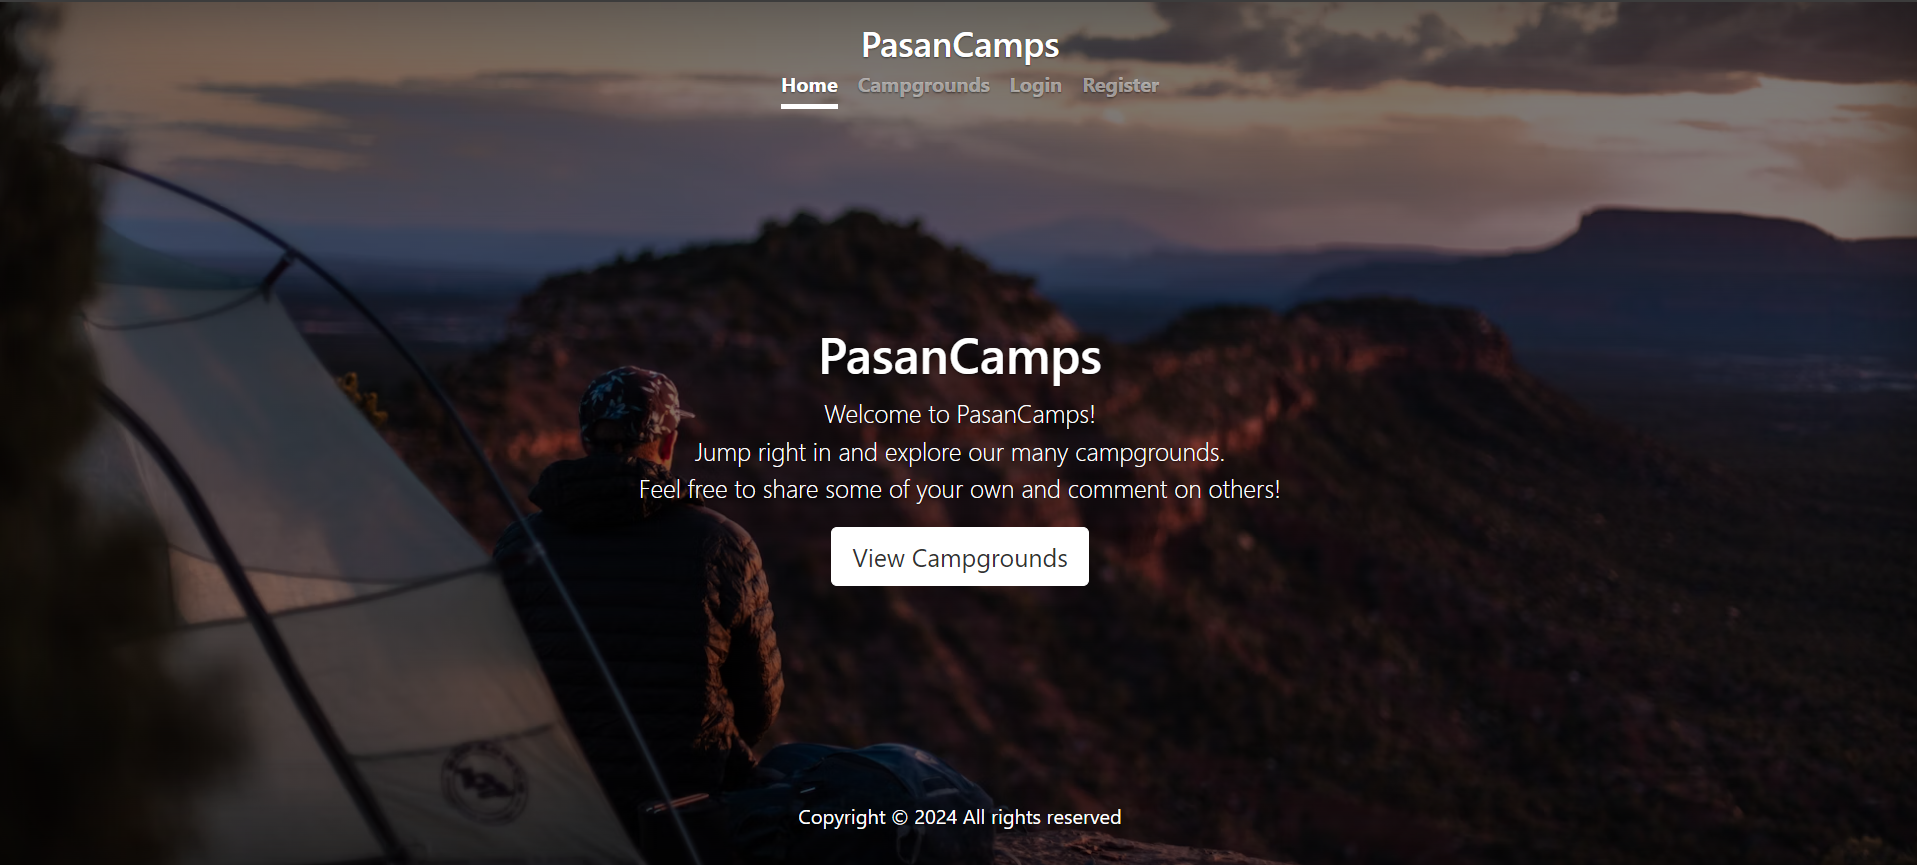 PasanCamps
Home Campgrounds Login Register
PasanCamps
Welcome to PasanCamps!
Jump right in and explore our many campgrounds.
Feel free to share some of your own and comment on others!
View Campgrounds
Copyright © 2024 All rights reserved